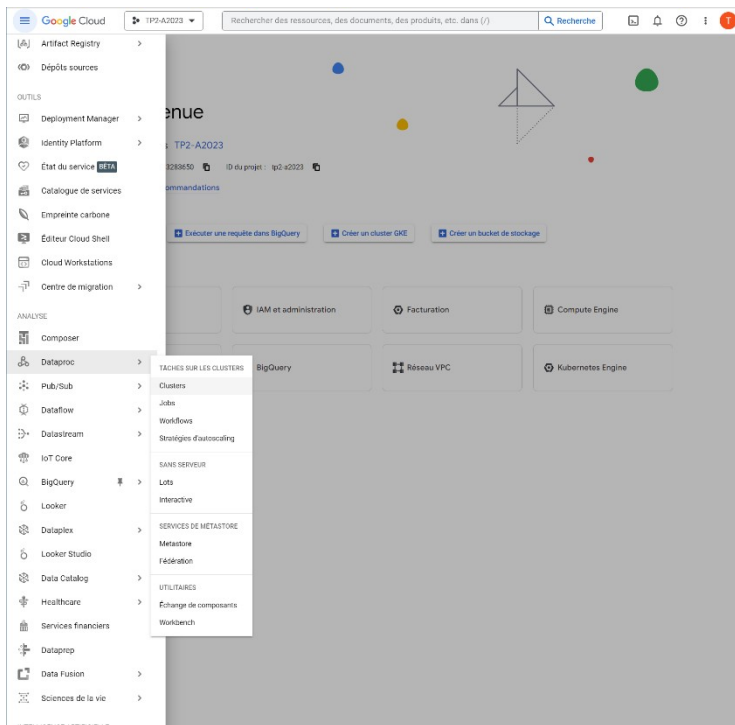 Google Cloud
TP2-A2023
Rechercher des ressources, des documents, des produits, etc. dans (/)
Recherche
T
Artifact Registry
Dépôts sources
OUTILS
Deployment Manager
Identity Platform
État du service BÊTA
Catalogue de services
Empreinte carbone
Éditeur Cloud Shell
Cloud Workstations
Centre de migration
ANALYSE
Composer
Dataproc
Pub/Sub
Dataflow
Datastream
IoT Core
BigQuery
Looker
Dataplex
Looker Studio
Data Catalog
Healthcare
Services financiers
Dataprep
Data Fusion
Sciences de la vie
TÂCHES SUR LES CLUSTERS
Clusters
Jobs
Workflows
Stratégies d'autoscaling
SANS SERVEUR
Lots
Interactive
SERVICES DE MÉTASTORE
Metastore
Fédération
UTILITAIRES
Échange de composants
Workbench
enue
TP2-A2023
3283650 ID du projet : tp2-a2023
ommandations
Exécuter une requête dans BigQuery
Créer un cluster GKE
Créer un bucket de stockage
IAM et administration
Facturation
Compute Engine
BigQuery
Réseau VPC
Kubernetes Engine